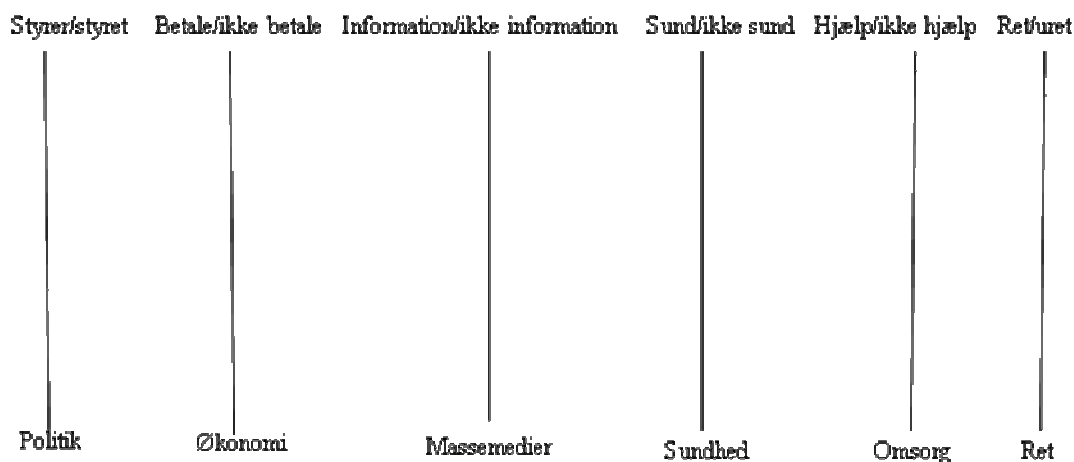 Styrer/styret Betale/ikke betale Information/ikke information Sund/ikke sund Hjælp/ikke hjælp Ret/uret
Politik Økonomi Massemedier Sundhed Omsorg Ret